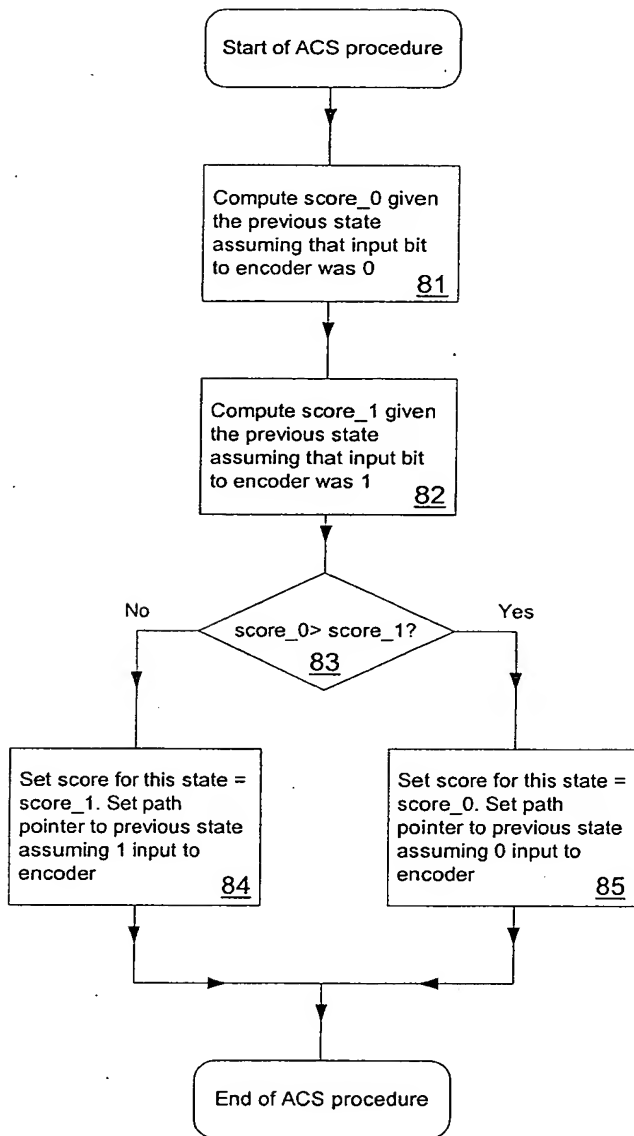 Start of ACS procedure
Compute score_0 given
the previous state
assuming that input bit
to encoder was 0
81
Compute score_1 given
the previous state
assuming that input bit
to encoder was 1
82
No
Yes
score_0> score_1?
83
Set score for this state =
score_1. Set path
pointer to previous state
assuming 1 input to
encoder
84
Set score for this state =
score_0. Set path
pointer to previous state
assuming 0 input to
encoder
85
End of ACS procedure